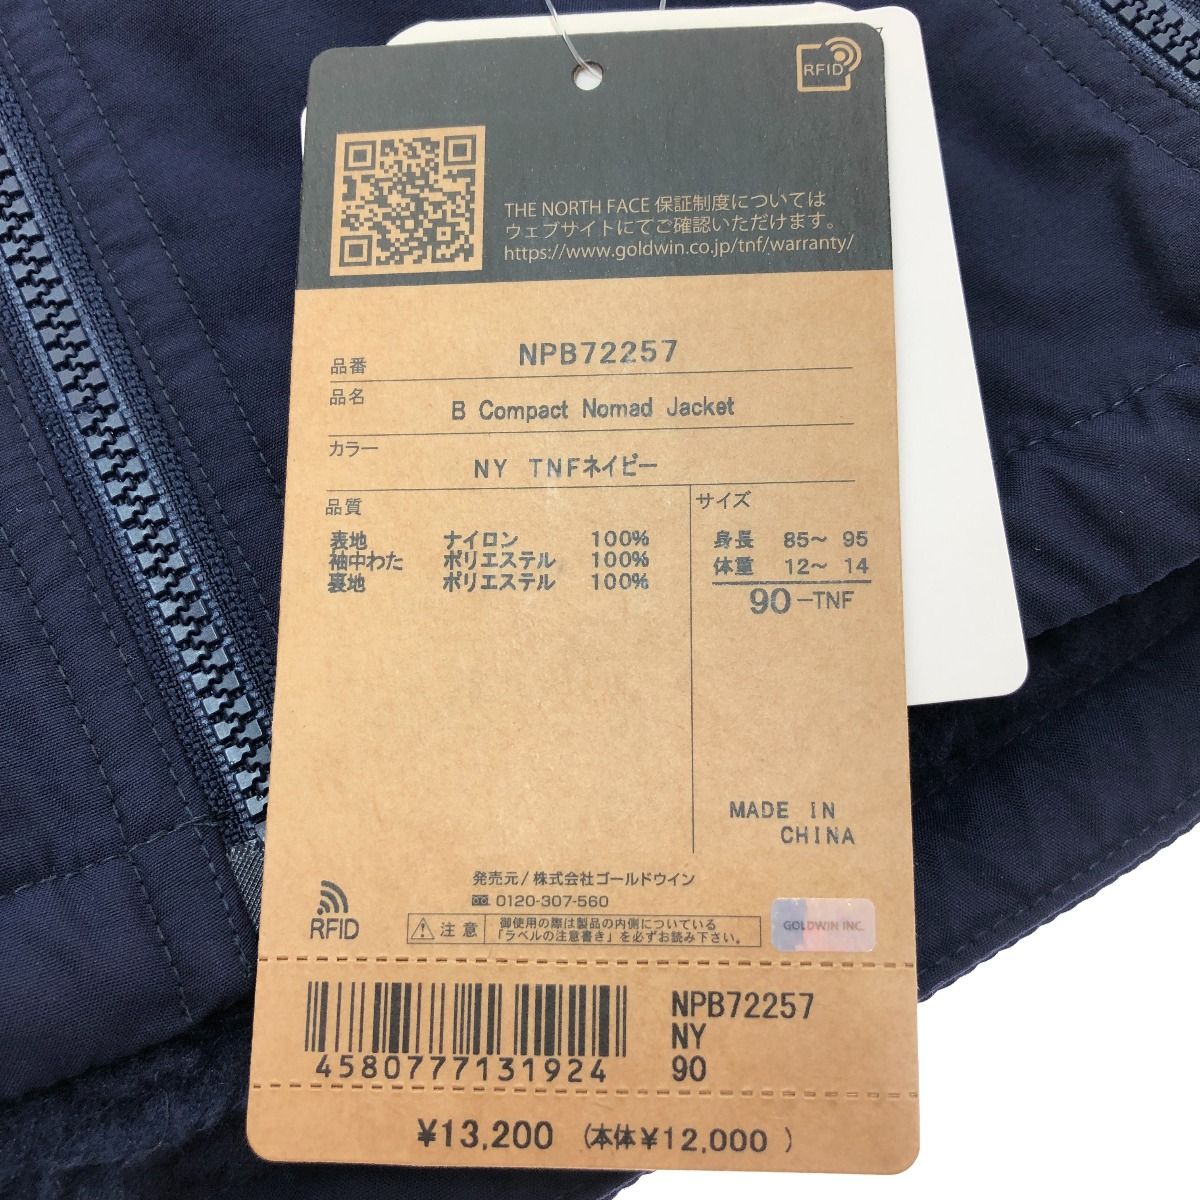 RFID
THE NORTH FACE 保証制度については
ウェブサイトにてご確認いただけます。
https://www.goldwin.co.jp/tnf/warranty/
品番 NPB72257
品名 B Compact Nomad Jacket
カラー NY TNFネイビー
品質
表地 ナイロン 100%
袖中わた ポリエステル 100%
裏地 ポリエステル 100%
サイズ
身長 85～ 95
体重 12～ 14
90-TNF
MADE IN
CHINA
発売元/株式会社ゴールドウイン
0120-307-560
RFID
注意
御使用の際は製品の内側についている
「ラベルの注意書き」を必ずお読み下さい。
GOLDWIN INC.
4580777131924
NPB72257
NY
90
¥13,200 (本体¥12,000 )